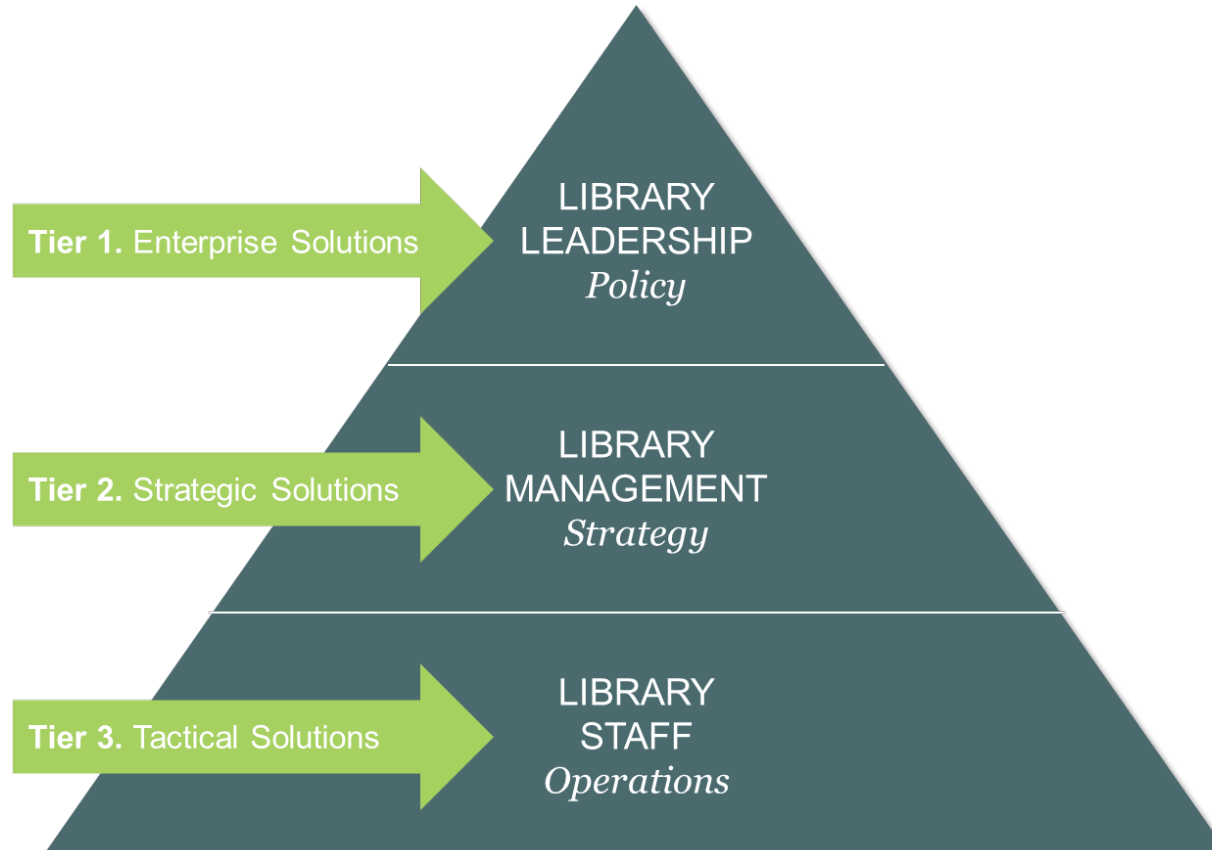 Tier 1. Enterprise Solutions
LIBRARY
LEADERSHIP
Policy
Tier 2. Strategic Solutions
LIBRARY
MANAGEMENT
Strategy
Tier 3. Tactical Solutions
LIBRARY
STAFF
Operations